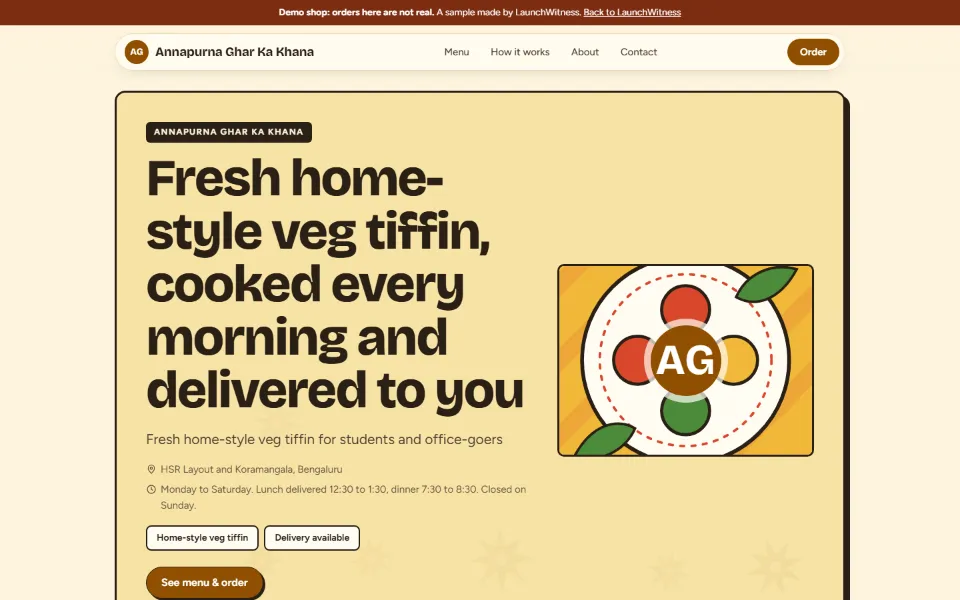 Demo shop: orders here are not real. A sample made by LaunchWitness. Back to LaunchWitness
AG Annapurna Ghar Ka Khana Menu How it works About Contact Order
ANNAPURNA GHAR KA KHANA
Fresh home-
style veg tiffin,
cooked every
morning and
delivered to you
AG
Fresh home-style veg tiffin for students and office-goers
HSR Layout and Koramangala, Bengaluru
Monday to Saturday. Lunch delivered 12:30 to 1:30, dinner 7:30 to 8:30. Closed on
Sunday.
Home-style veg tiffin Delivery available
See menu & order